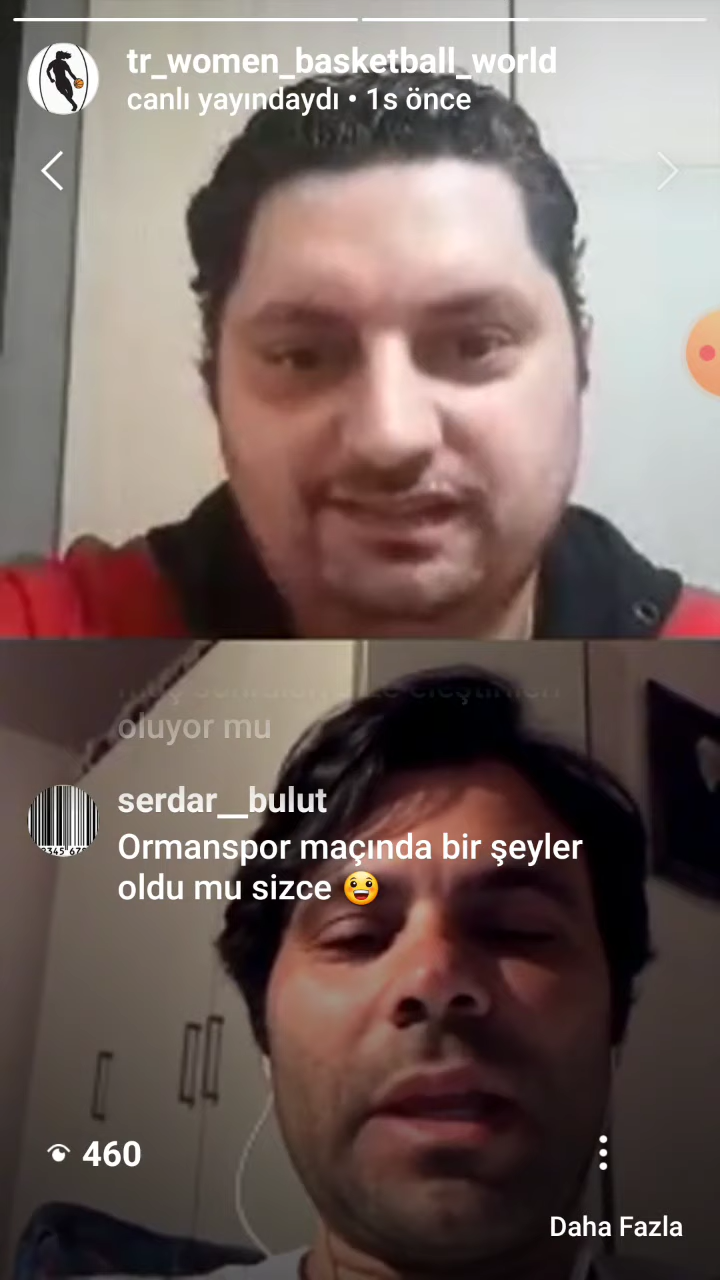 tr_women_basketball_world
canlı yayındaydı • 1s önce
oluyor mu
serdar__bulut
Ormanspor maçında bir şeyler
oldu mu sizce 😀
460
Daha Fazla